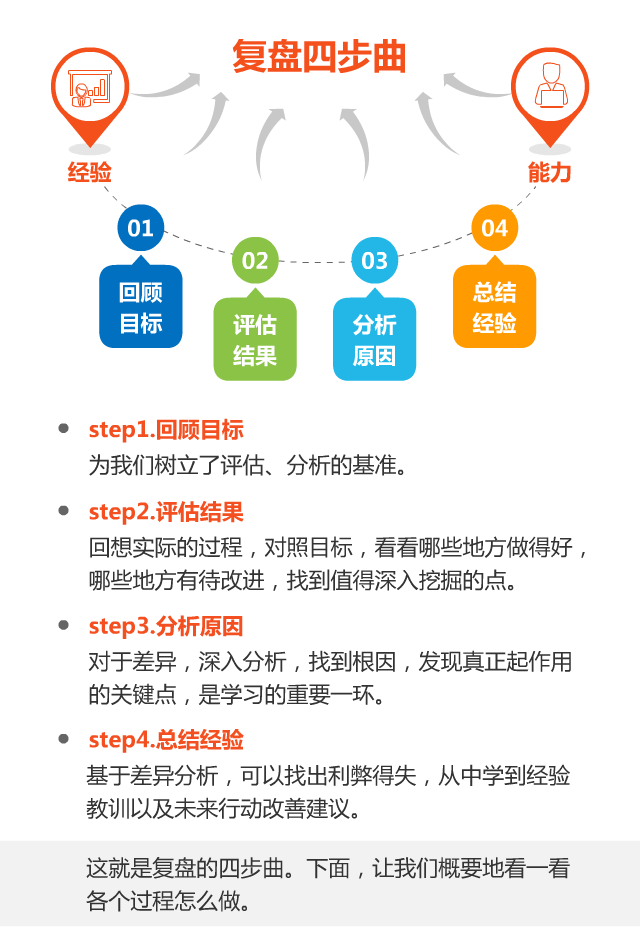 复盘四步曲
经验
能力
01
02
03
04
回顾
目标
评估
结果
分析
原因
总结
经验
step1.回顾目标
为我们树立了评估、分析的基准。
step2.评估结果
回想实际的过程，对照目标，看看哪些地方做得好，
哪些地方有待改进，找到值得深入挖掘的点。
step3.分析原因
对于差异，深入分析，找到根因，发现真正起作用
的关键点，是学习的重要一环。
step4.总结经验
基于差异分析，可以找出利弊得失，从中学到经验
教训以及未来行动改善建议。
这就是复盘的四步曲。下面，让我们概要地看一看
各个过程怎么做。